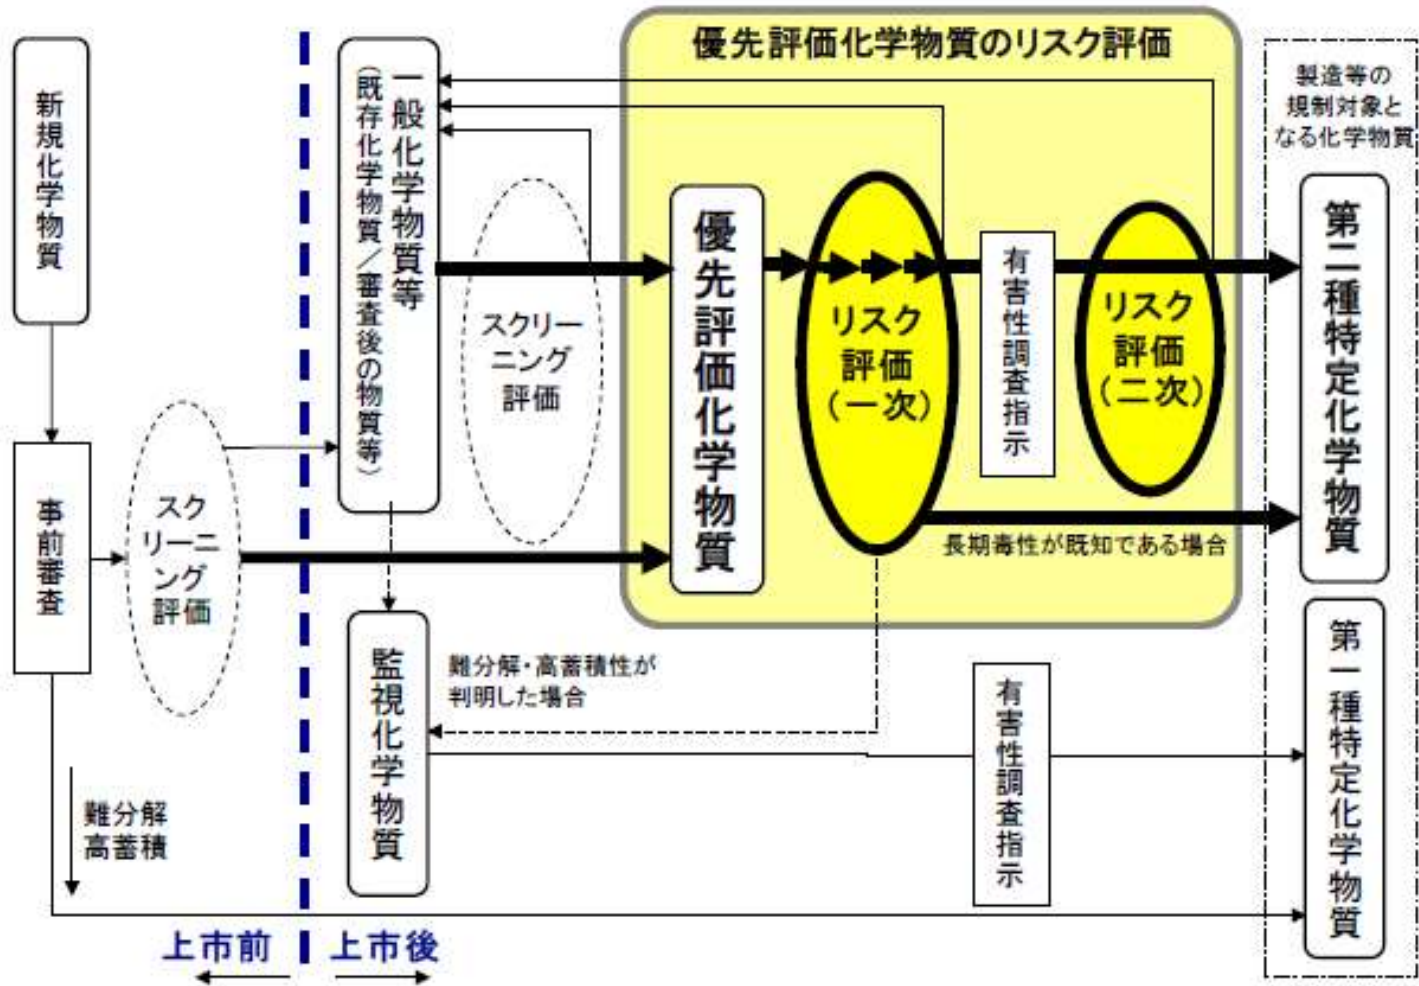 優先評価化学物質のリスク評価
新規化学物質
事前審査
スク
リーニ
ング
評価
難分解
高蓄積
上市前
上市後
一般化学物質等
(既存化学物質/審査後の物質等)
スクリー
ニング
評価
監視化学物質
難分解・高蓄積性が
判明した場合
優先評価化学物質
リスク
評価
(一次)
有害性調査指示
リスク
評価
(二次)
長期毒性が既知である場合
有害性調査指示
製造等の
規制対象と
なる化学物質
第二種特定化学物質
第一種特定化学物質